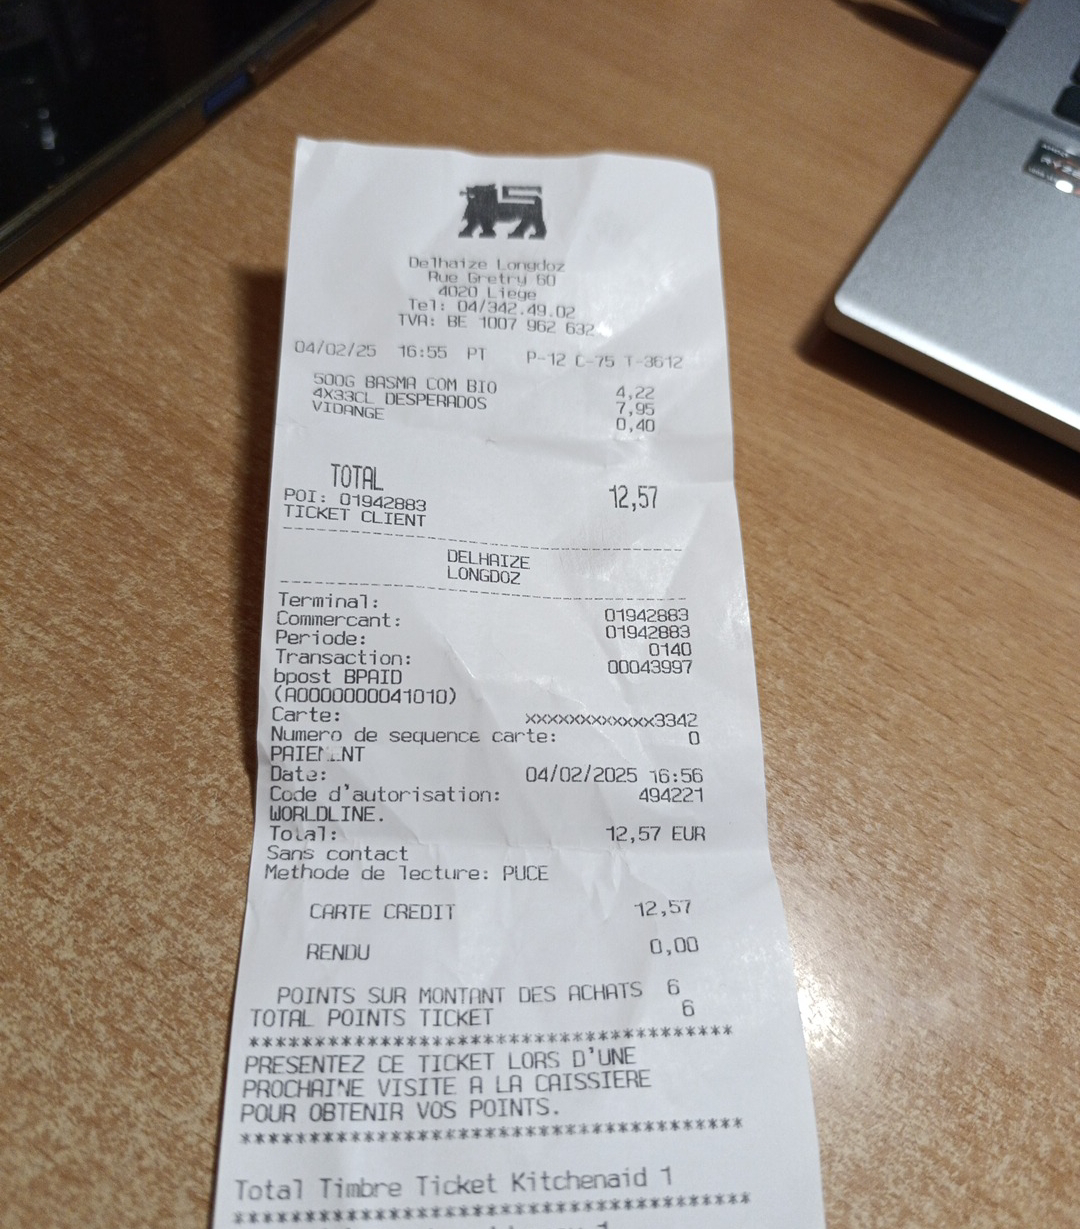 Delhaize Longdoz
Rue Gretry 60
4020 Liege
Tel: 04/342.49.02
TVA: BE 1007 962 632
04/02/25 16:55 PT P-12 C-75 T-3612
500G BASMA COM BIO 4,22
4X33CL DESPERADOS 7,95
VIDANGE 0,40
TOTAL 12,57
POI: 01942883
TICKET CLIENT
DELHAIZE
LONGDOZ
Terminal: 01942883
Commercant: 01942883
Periode: 0140
Transaction: 00043997
bpost BPAID
(A0000000041010)
Carte: xxxxxxxxxxxxx3342
Numero de sequence carte: 0
PAIEMENT
Date: 04/02/2025 16:56
Code d'autorisation: 494221
WORLDLINE.
Total: 12,57 EUR
Sans contact
Methode de lecture: PUCE
CARTE CREDIT 12,57
RENDU 0,00
POINTS SUR MONTANT DES ACHATS 6
TOTAL POINTS TICKET 6
***********************************
PRESENTEZ CE TICKET LORS D'UNE
PROCHAINE VISITE A LA CAISSIERE
POUR OBTENIR VOS POINTS.
***********************************
Total Timbre Ticket Kitchenaid 1
***********************************